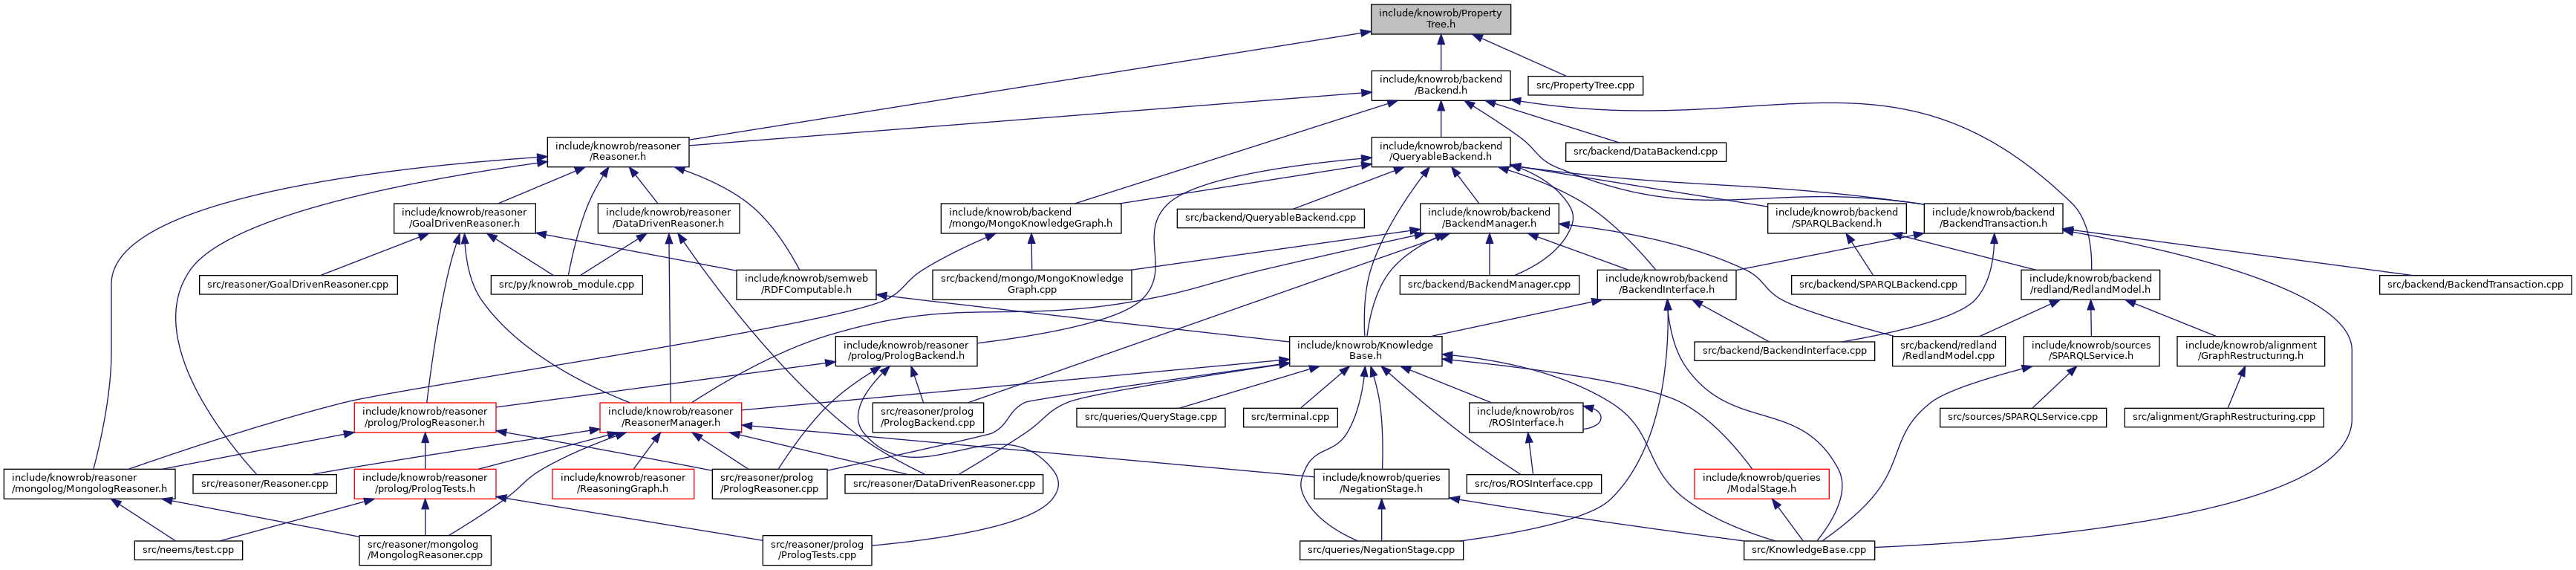 include/knowrob/Property
Tree.h
include/knowrob/backend
/Backend.h
src/PropertyTree.cpp
include/knowrob/reasoner
/Reasoner.h
include/knowrob/backend
/QueryableBackend.h
src/backend/DataBackend.cpp
include/knowrob/reasoner
/GoalDrivenReasoner.h
include/knowrob/reasoner
/DataDrivenReasoner.h
include/knowrob/backend
/mongo/MongoKnowledgeGraph.h
src/backend/QueryableBackend.cpp
include/knowrob/backend
/BackendManager.h
include/knowrob/backend
/SPARQLBackend.h
include/knowrob/backend
/BackendTransaction.h
src/reasoner/GoalDrivenReasoner.cpp
src/py/knowrob_module.cpp
include/knowrob/semweb
/RDFComputable.h
src/backend/mongo/MongoKnowledge
Graph.cpp
src/backend/BackendManager.cpp
include/knowrob/backend
/BackendInterface.h
src/backend/SPARQLBackend.cpp
include/knowrob/backend
/redland/RedlandModel.h
src/backend/BackendTransaction.cpp
include/knowrob/reasoner
/prolog/PrologBackend.h
include/knowrob/Knowledge
Base.h
src/backend/BackendInterface.cpp
src/backend/redland
/RedlandModel.cpp
include/knowrob/sources
/SPARQLService.h
include/knowrob/alignment
/GraphRestructuring.h
include/knowrob/reasoner
/prolog/PrologReasoner.h
include/knowrob/reasoner
/ReasonerManager.h
src/reasoner/prolog
/PrologBackend.cpp
src/queries/QueryStage.cpp
src/terminal.cpp
include/knowrob/ros
/ROSInterface.h
src/sources/SPARQLService.cpp
src/alignment/GraphRestructuring.cpp
include/knowrob/reasoner
/mongolog/MongologReasoner.h
src/reasoner/Reasoner.cpp
include/knowrob/reasoner
/prolog/PrologTests.h
include/knowrob/reasoner
/ReasoningGraph.h
src/reasoner/prolog
/PrologReasoner.cpp
src/reasoner/DataDrivenReasoner.cpp
include/knowrob/queries
/NegationStage.h
src/ros/ROSInterface.cpp
include/knowrob/queries
/ModalStage.h
src/neems/test.cpp
src/reasoner/mongolog
/MongologReasoner.cpp
src/reasoner/prolog
/PrologTests.cpp
src/queries/NegationStage.cpp
src/KnowledgeBase.cpp